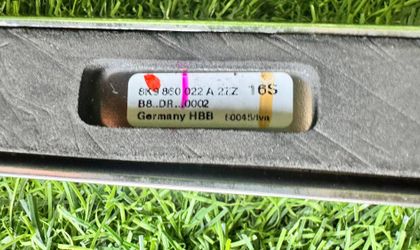 8K9 860 022 A 2ZZ 16S
B8..DR...0002
Germany HBB